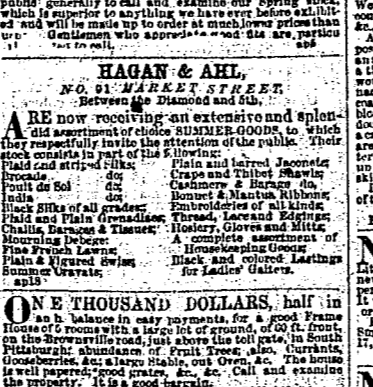 public generally to call and examine our Spring stock,
which is superior to anything we have ever before exhibit-
ed and will be made up to order at much lower prices than
Gentlemen who appreciate good fits are particu
to call. ap8
HAGAN & AHL,
NO. 91 MARKET STREET,
Between the Diamond and 5th,
ARE now receiving an extensive and splen-
did assortment of choice SUMMER GOODS, to which
they respectfully invite the attention of the public. Their
stock consists in part of the following:
Plaid and striped Silks;
Brocade do;
Poult de Soi do;
India do;
Black Silks of all grades;
Plaid and Plain Grenadines;
Challis, Barages & Tissues;
Mourning Debege;
Fine French Lawns;
Plain & Figured Swiss;
Summer Cravats;
Plain and barred Jaconets;
Crape and Thibet Shawls;
Cashmere & Barage do,
Bonnet & Mantua Ribbons;
Embroideries of all kinds;
Thread, Lace and Edgings;
Hosiery, Gloves and Mitts;
A complete assortment of
Housekeeping Goods;
Black and colored Lastings
for Ladies' Gaiters.
ap18
ONE THOUSAND DOLLARS, half in
hand, balance in easy payments, for a good Frame
House of 6 rooms with a large lot of ground, of 60 ft. front,
on the Brownsville road, just above the toll gate, in South
Pittsburgh, abundance of Fruit Trees; also, Currants,
Gooseberries, &c; a large Stable, out Oven, &c. The house
is well papered; good grates, &c., &c. Call and examine
the property. It is a good bargain.